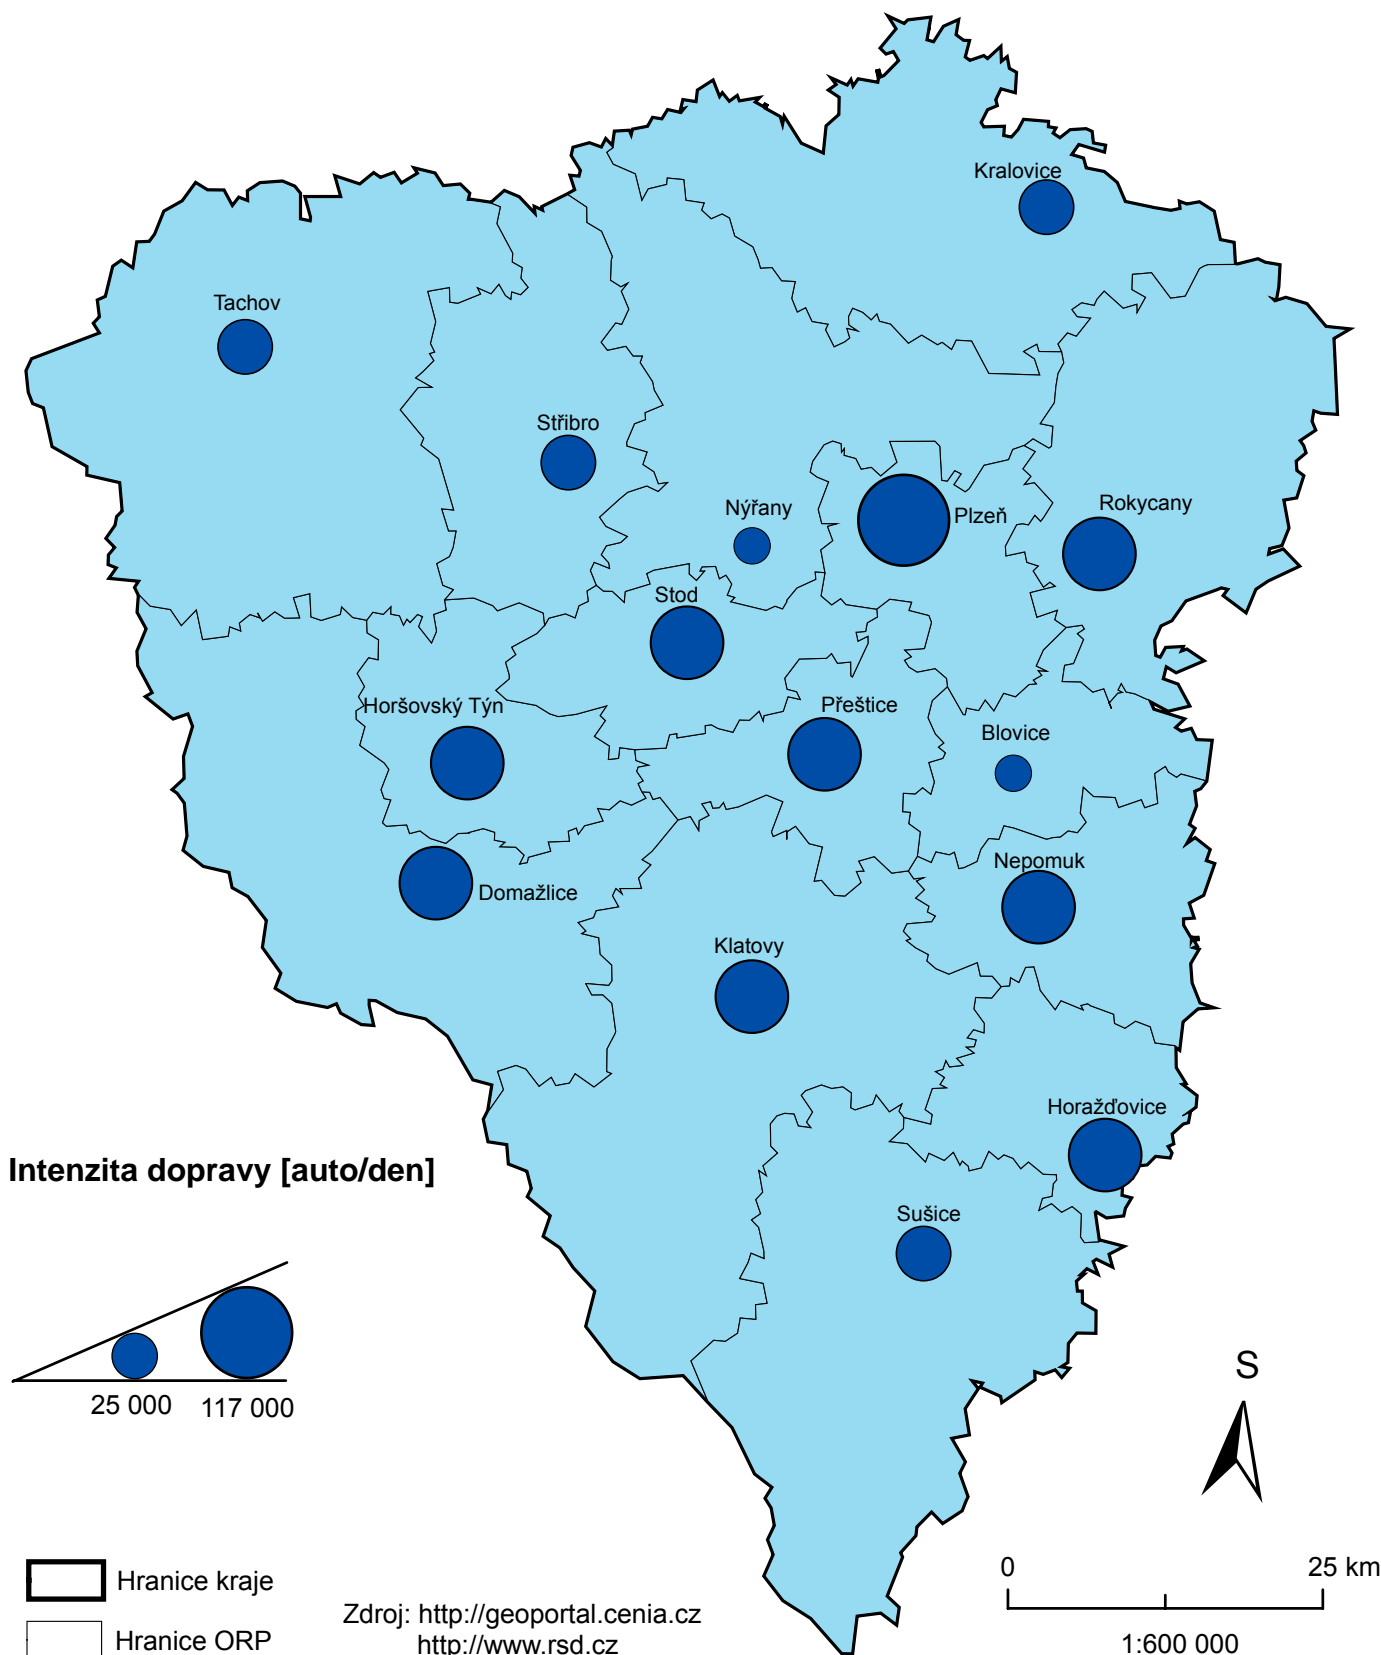 Kralovice
Tachov
Střibro
Nýřany
Plzeň
Rokycany
Stod
Horšovský Týn
Přeštice
Blovice
Domažlice
Nepomuk
Klatovy
Horažďovice
Sušice
Intenzita dopravy [auto/den]
25 000 117 000
S
0 25 km
1:600 000
Hranice kraje
Hranice ORP
Zdroj: http://geoportal.cenia.cz
http://www.rsd.cz